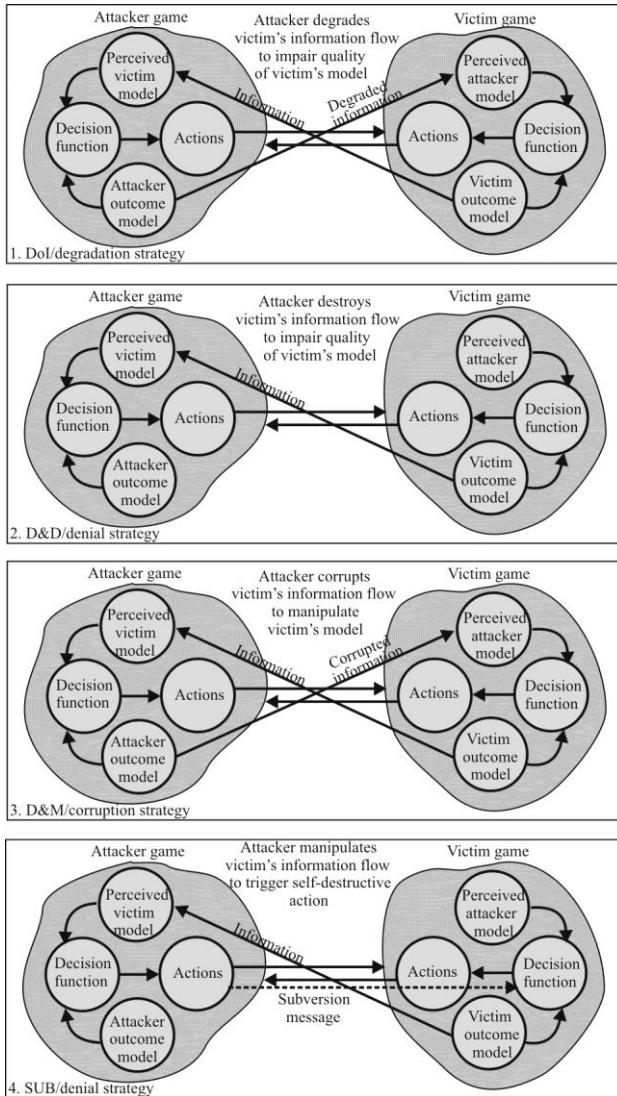 Attacker game
Attacker degrades
victim's information flow
to impair quality
of victim's model
Victim game
Perceived
victim
model
Information
Degraded
information
Perceived
attacker
model
Decision
function
Actions
Actions
Decision
function
Attacker
outcome
model
Victim
outcome
model
1. DoI/degradation strategy
Attacker game
Attacker destroys
victim's information flow
to impair quality
of victim's model
Victim game
Perceived
victim
model
Information
Perceived
attacker
model
Decision
function
Actions
Actions
Decision
function
Attacker
outcome
model
Victim
outcome
model
2. D&D/denial strategy
Attacker game
Attacker corrupts
victim's information flow
to manipulate
victim's model
Victim game
Perceived
victim
model
Information
Corrupted
information
Perceived
attacker
model
Decision
function
Actions
Actions
Decision
function
Attacker
outcome
model
Victim
outcome
model
3. D&M/corruption strategy
Attacker game
Attacker manipulates
victim's information flow
to trigger self-destructive
action
Victim game
Perceived
victim
model
Information
Perceived
attacker
model
Decision
function
Actions
Actions
Decision
function
Subversion
message
Attacker
outcome
model
Victim
outcome
model
4. SUB/denial strategy